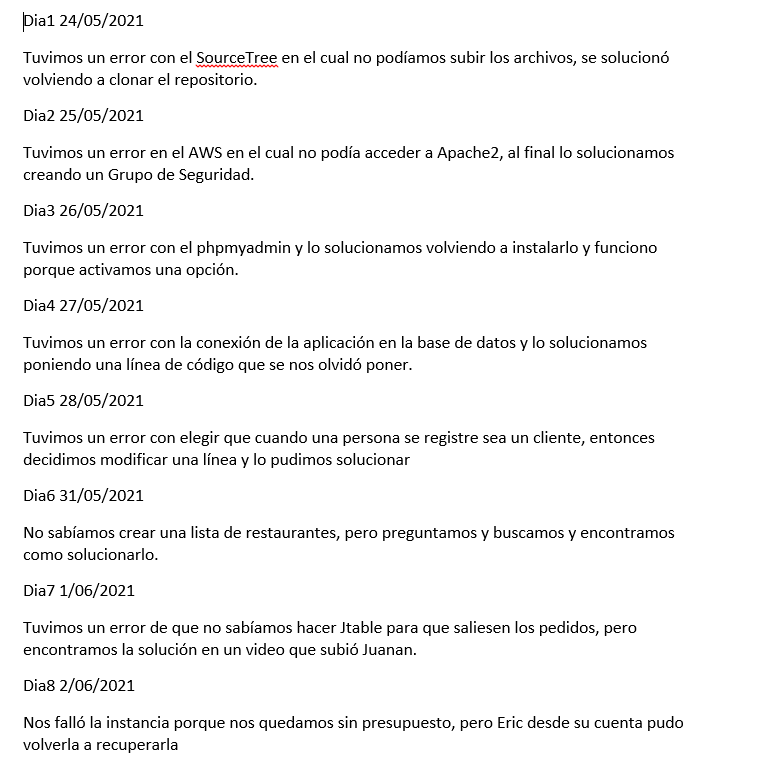 Dia1 24/05/2021
Tuvimos un error con el SourceTree en el cual no podíamos subir los archivos, se solucionó
volviendo a clonar el repositorio.
Dia2 25/05/2021
Tuvimos un error en el AWS en el cual no podía acceder a Apache2, al final lo solucionamos
creando un Grupo de Seguridad.
Dia3 26/05/2021
Tuvimos un error con el phpmyadmin y lo solucionamos volviendo a instalarlo y funciono
porque activamos una opción.
Dia4 27/05/2021
Tuvimos un error con la conexión de la aplicación en la base de datos y lo solucionamos
poniendo una línea de código que se nos olvidó poner.
Dia5 28/05/2021
Tuvimos un error con elegir que cuando una persona se registre sea un cliente, entonces
decidimos modificar una línea y lo pudimos solucionar
Dia6 31/05/2021
No sabíamos crear una lista de restaurantes, pero preguntamos y buscamos y encontramos
como solucionarlo.
Dia7 1/06/2021
Tuvimos un error de que no sabíamos hacer Jtable para que saliesen los pedidos, pero
encontramos la solución en un video que subió Juanan.
Dia8 2/06/2021
Nos falló la instancia porque nos quedamos sin presupuesto, pero Eric desde su cuenta pudo
volverla a recuperarla